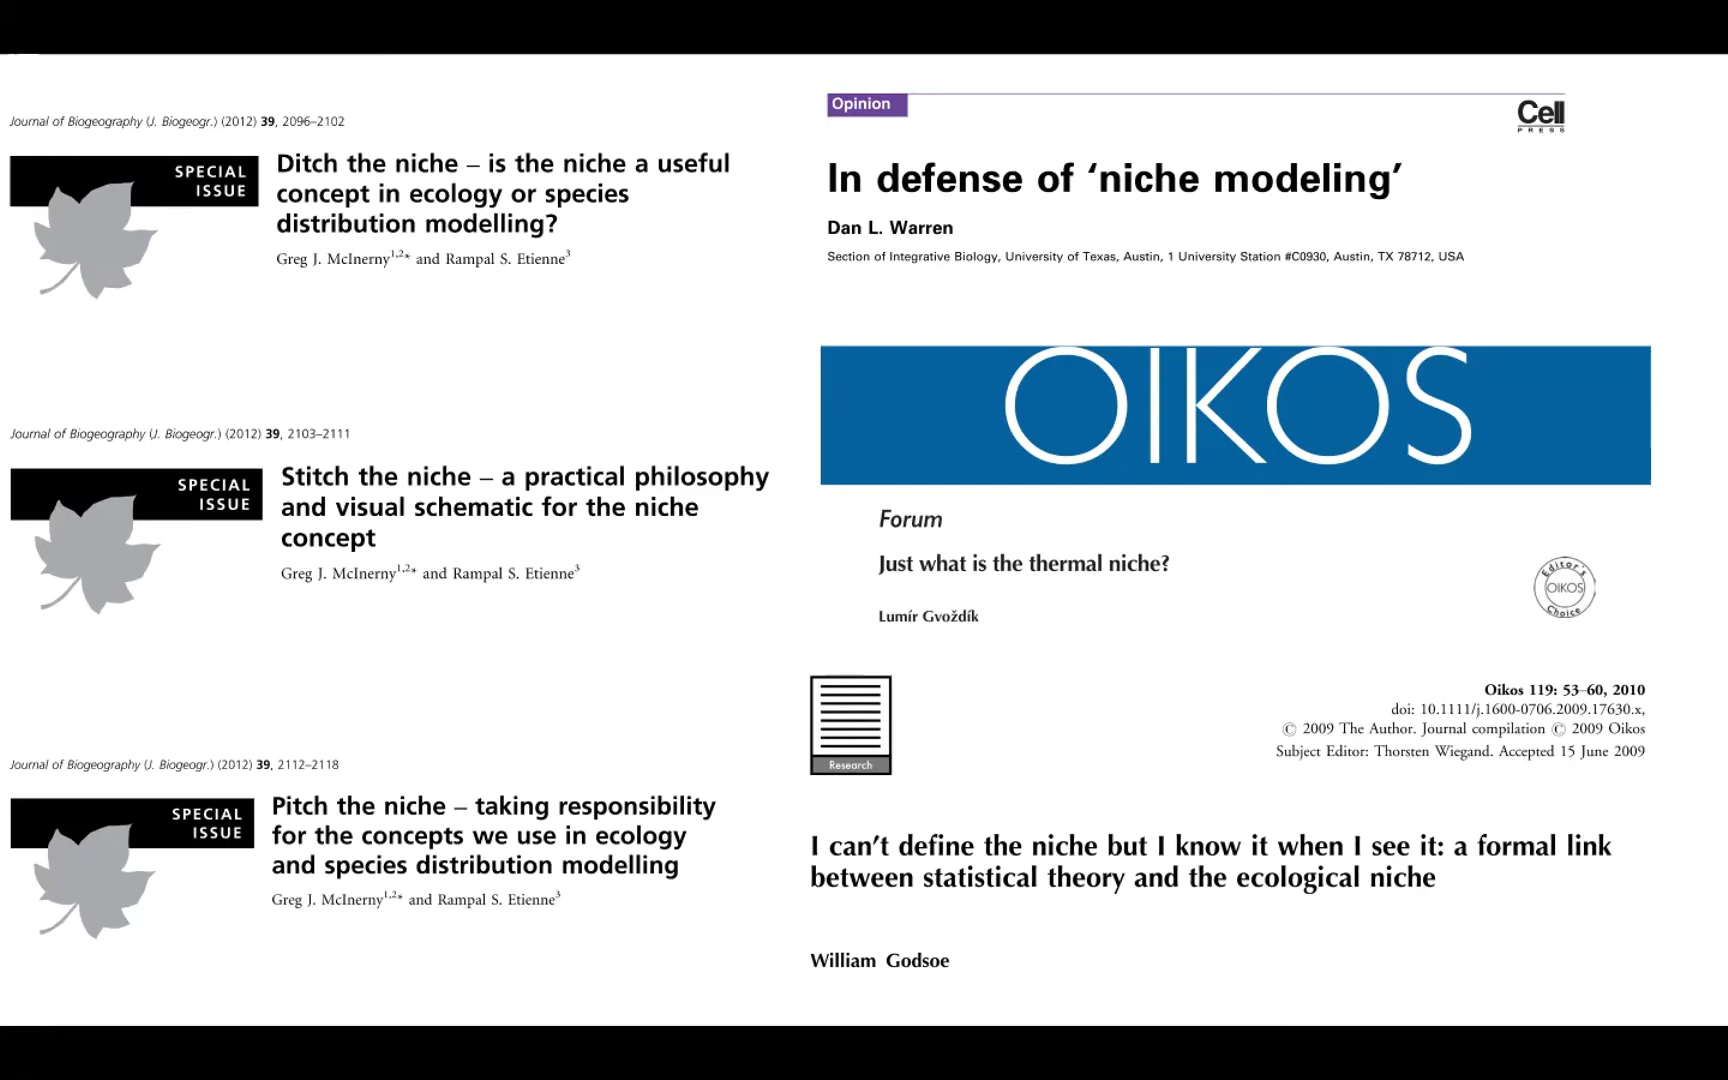 Journal of Biogeography (J. Biogeogr.) (2012) 39, 2096–2102
SPECIAL
ISSUE
Ditch the niche – is the niche a useful
concept in ecology or species
distribution modelling?
Greg J. McInerny1,2* and Rampal S. Etienne3
Journal of Biogeography (J. Biogeogr.) (2012) 39, 2103–2111
SPECIAL
ISSUE
Stitch the niche – a practical philosophy
and visual schematic for the niche
concept
Greg J. McInerny1,2* and Rampal S. Etienne3
Journal of Biogeography (J. Biogeogr.) (2012) 39, 2112–2118
SPECIAL
ISSUE
Pitch the niche – taking responsibility
for the concepts we use in ecology
and species distribution modelling
Greg J. McInerny1,2* and Rampal S. Etienne3
Opinion
Cell
PRESS
In defense of ‘niche modeling’
Dan L. Warren
Section of Integrative Biology, University of Texas, Austin, 1 University Station #C0930, Austin, TX 78712, USA
OIKOS
Forum
Just what is the thermal niche?
Editor's
OIKOS
Choice
Lumír Gvoždík
Research
Oikos 119: 53–60, 2010
doi: 10.1111/j.1600-0706.2009.17630.x,
© 2009 The Author. Journal compilation © 2009 Oikos
Subject Editor: Thorsten Wiegand. Accepted 15 June 2009
I can’t define the niche but I know it when I see it: a formal link
between statistical theory and the ecological niche
William Godsoe